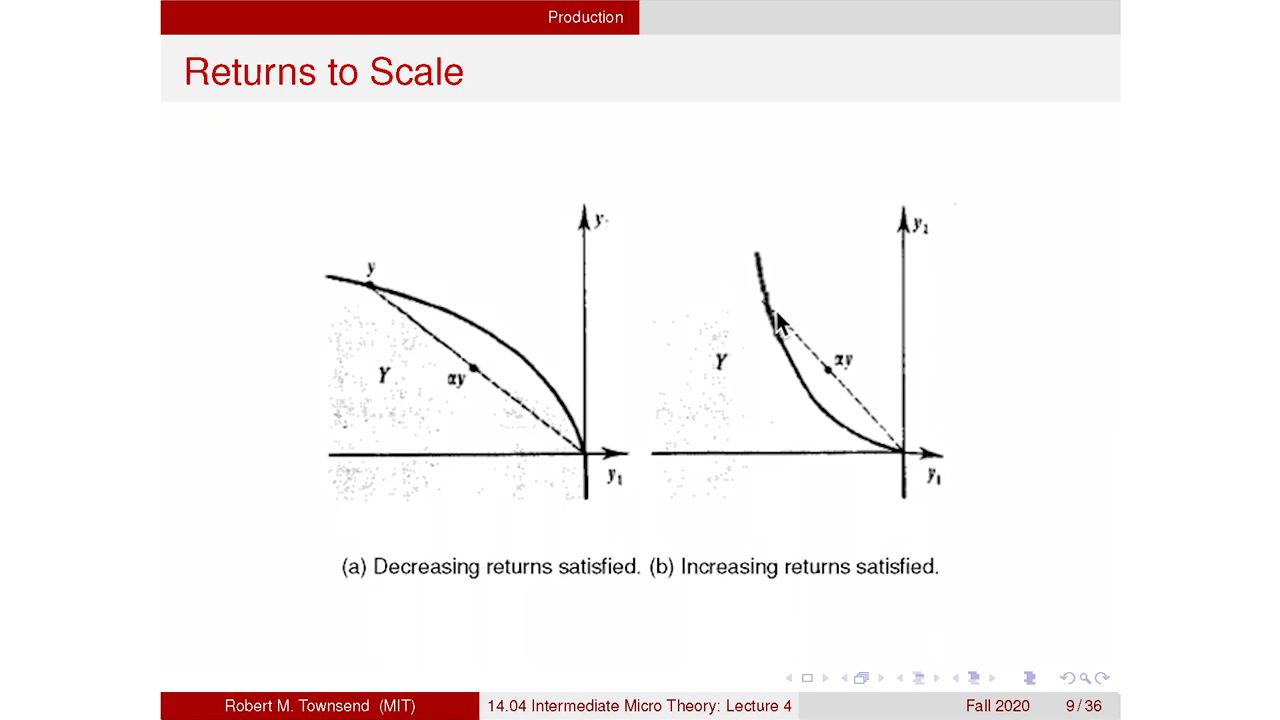 Production
Returns to Scale
y
Y
αy
y₁
y₂
Y
αy
y₁
(a) Decreasing returns satisfied. (b) Increasing returns satisfied.
Robert M. Townsend (MIT)
14.04 Intermediate Micro Theory: Lecture 4
Fall 2020
9 / 36